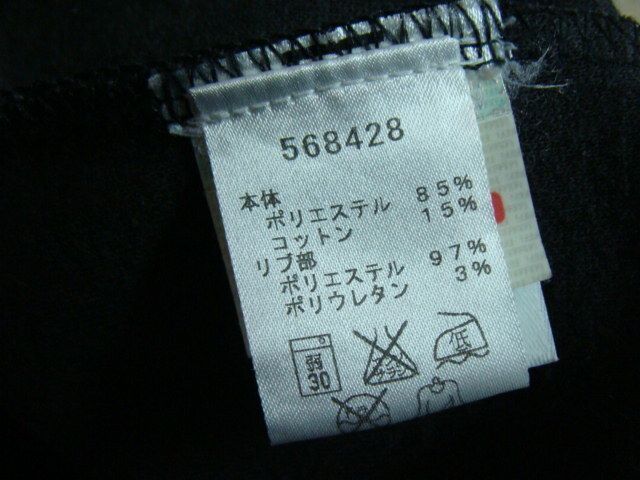 568428
本体
ポリエステル 85%
コットン 15%
リブ部
ポリエステル 97%
ポリウレタン 3%
弱
30
低